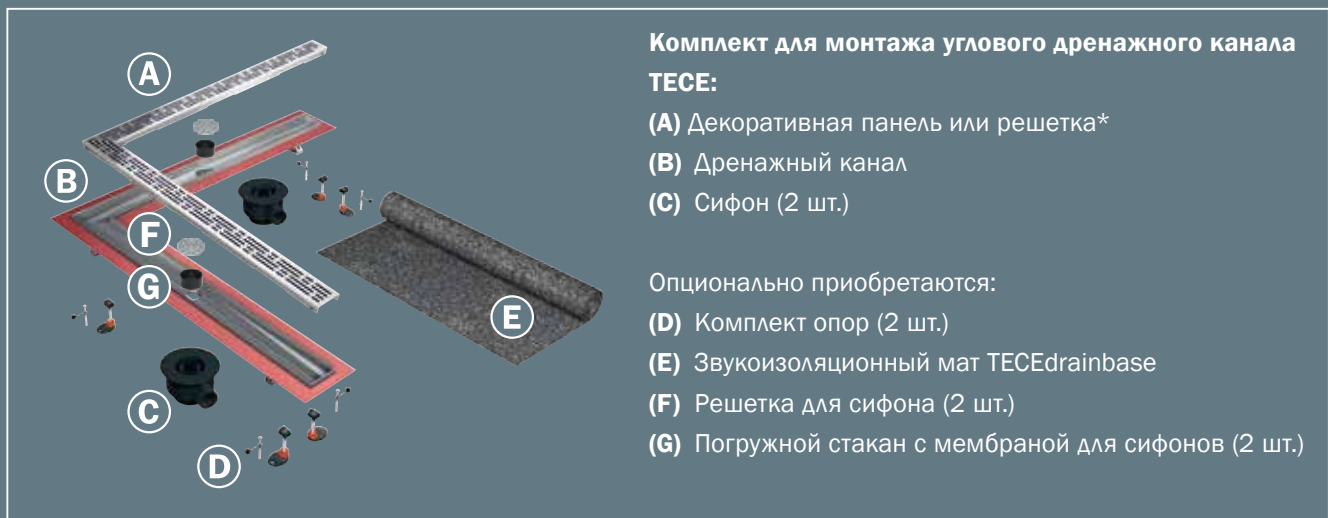 Комплект для монтажа углового дренажного канала
TECE:
(A) Декоративная панель или решетка*
(B) Дренажный канал
(C) Сифон (2 шт.)
Опционально приобретаются:
(D) Комплект опор (2 шт.)
(E) Звукоизоляционный мат TECEdrainbase
(F) Решетка для сифона (2 шт.)
(G) Погружной стакан с мембраной для сифонов (2 шт.)
A
B
F
G
E
C
D